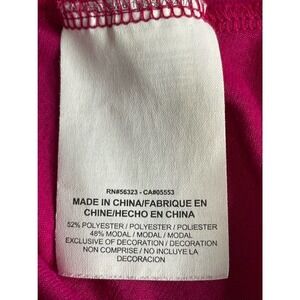 RN#56323 - CA#05553
MADE IN CHINA/FABRIQUE EN
CHINE/HECHO EN CHINA
52% POLYESTER / POLYESTER / POLIESTER
48% MODAL / MODAL / MODAL
EXCLUSIVE OF DECORATION / DECORATION
NON COMPRISE / NO INCLUYE LA
DECORACION